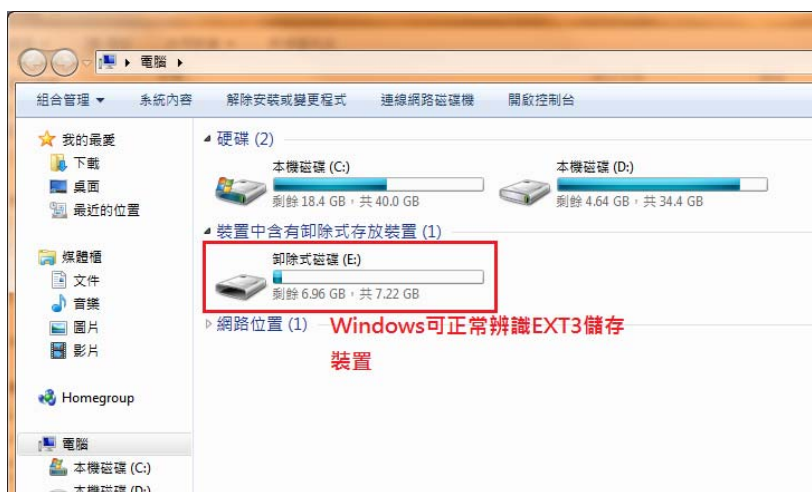 電腦
組合管理 系統內容 解除安裝或變更程式 連線網路磁碟機 開啟控制台
我的最愛
下載
桌面
最近的位置
媒體櫃
文件
音樂
圖片
影片
Homegroup
電腦
本機磁碟 (C:)
本機磁碟 (D:)
硬碟 (2)
本機磁碟 (C:)
剩餘 18.4 GB，共 40.0 GB
本機磁碟 (D:)
剩餘 4.64 GB，共 34.4 GB
裝置中含有卸除式存放裝置 (1)
卸除式磁碟 (E:)
剩餘 6.96 GB，共 7.22 GB
網路位置 (1)
Windows可正常辨識EXT3儲存
裝置